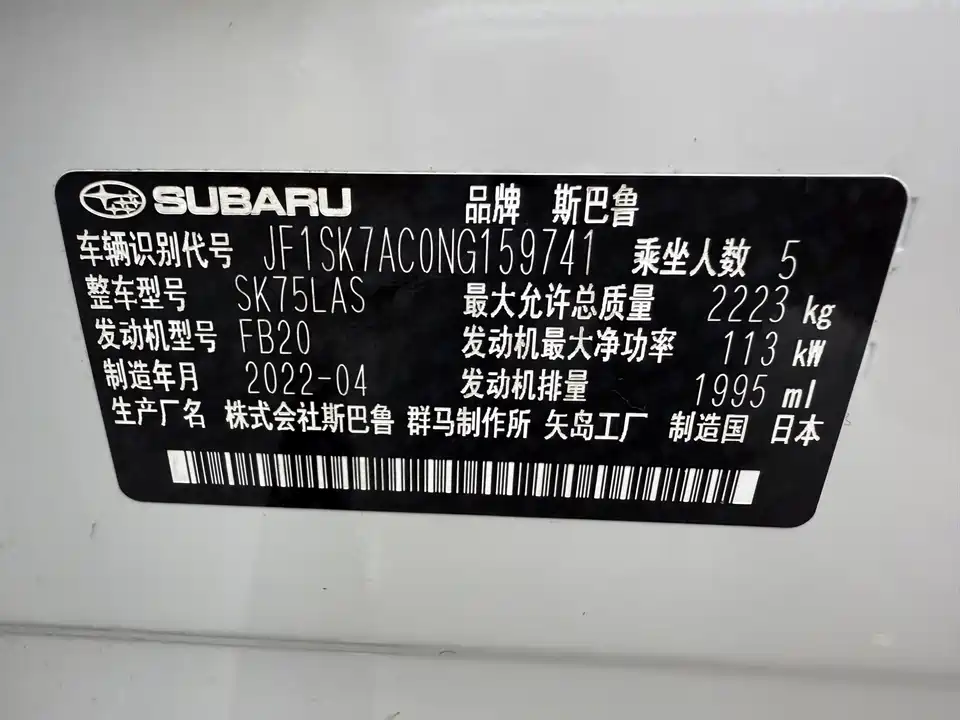 SUBARU 品牌 斯巴鲁
车辆识别代号 JF1SK7AC0NG159741 乘坐人数 5
整车型号 SK75LAS 最大允许总质量 2223 kg
发动机型号 FB20 发动机最大净功率 113 kW
制造年月 2022-04 发动机排量 1995 ml
生产厂名 株式会社斯巴鲁 群马制作所 矢岛工厂 制造国 日本